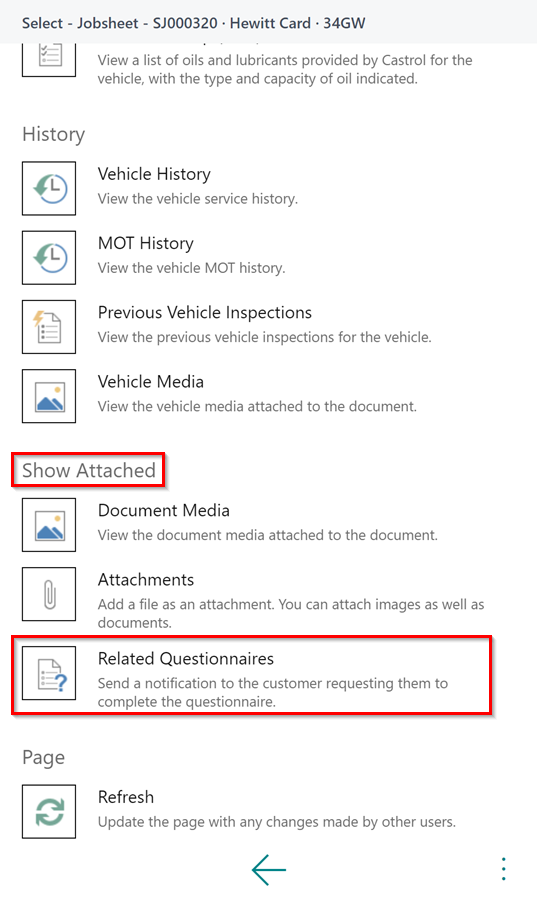 Select - Jobsheet - SJ000320 · Hewitt Card · 34GW
View a list of oils and lubricants provided by Castrol for the
vehicle, with the type and capacity of oil indicated.
History
Vehicle History
View the vehicle service history.
MOT History
View the vehicle MOT history.
Previous Vehicle Inspections
View the previous vehicle inspections for the vehicle.
Vehicle Media
View the vehicle media attached to the document.
Show Attached
Document Media
View the document media attached to the document.
Attachments
Add a file as an attachment. You can attach images as well as
documents.
Related Questionnaires
Send a notification to the customer requesting them to
complete the questionnaire.
Page
Refresh
Update the page with any changes made by other users.